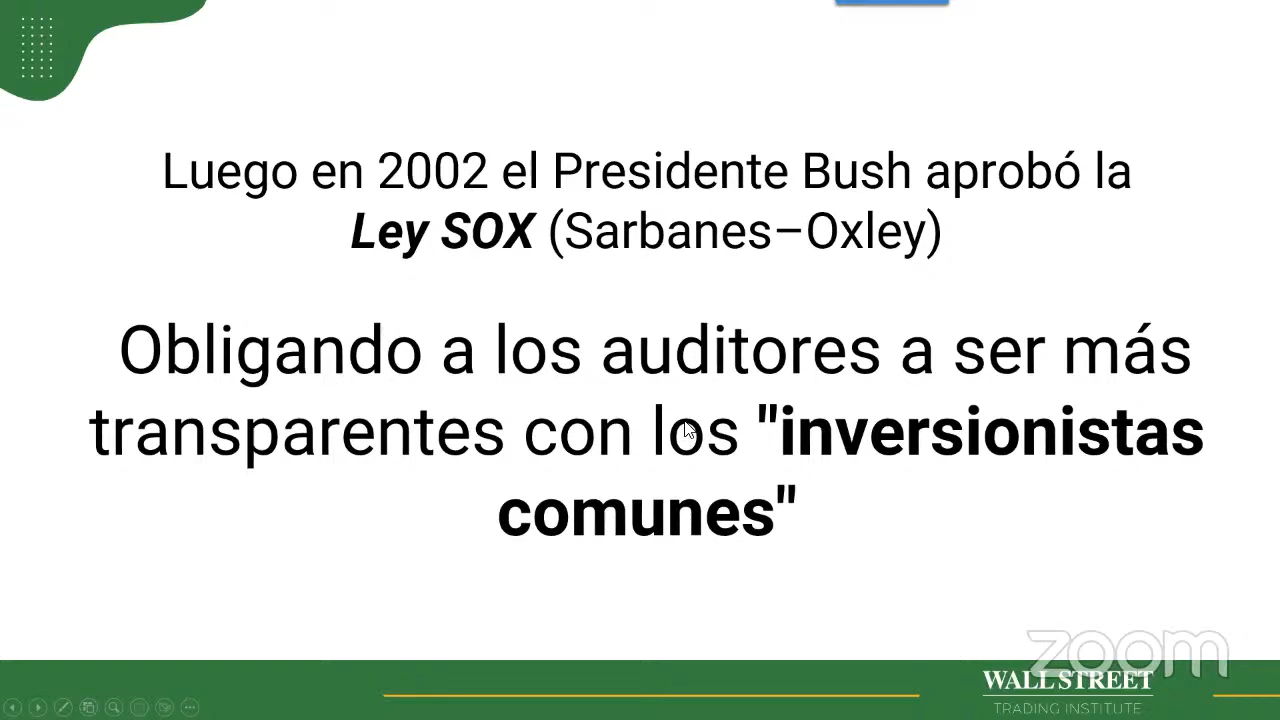 Luego en 2002 el Presidente Bush aprobó la
Ley SOX (Sarbanes–Oxley)
Obligando a los auditores a ser más
transparentes con los "inversionistas
comunes"
zoom
WALL STREET
TRADING INSTITUTE